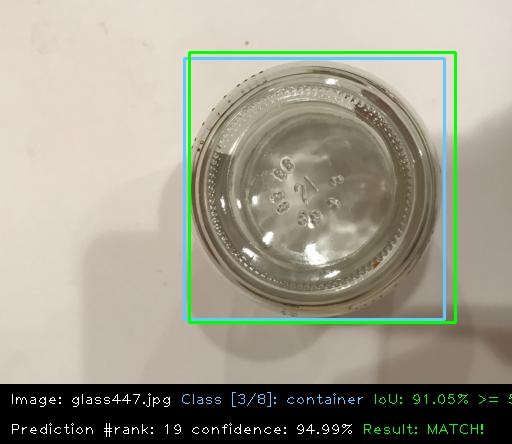 21
Image: glass447.jpg Class [3/8]: container IoU: 91.05% >= 5
Prediction #rank: 19 confidence: 94.99% Result: MATCH!